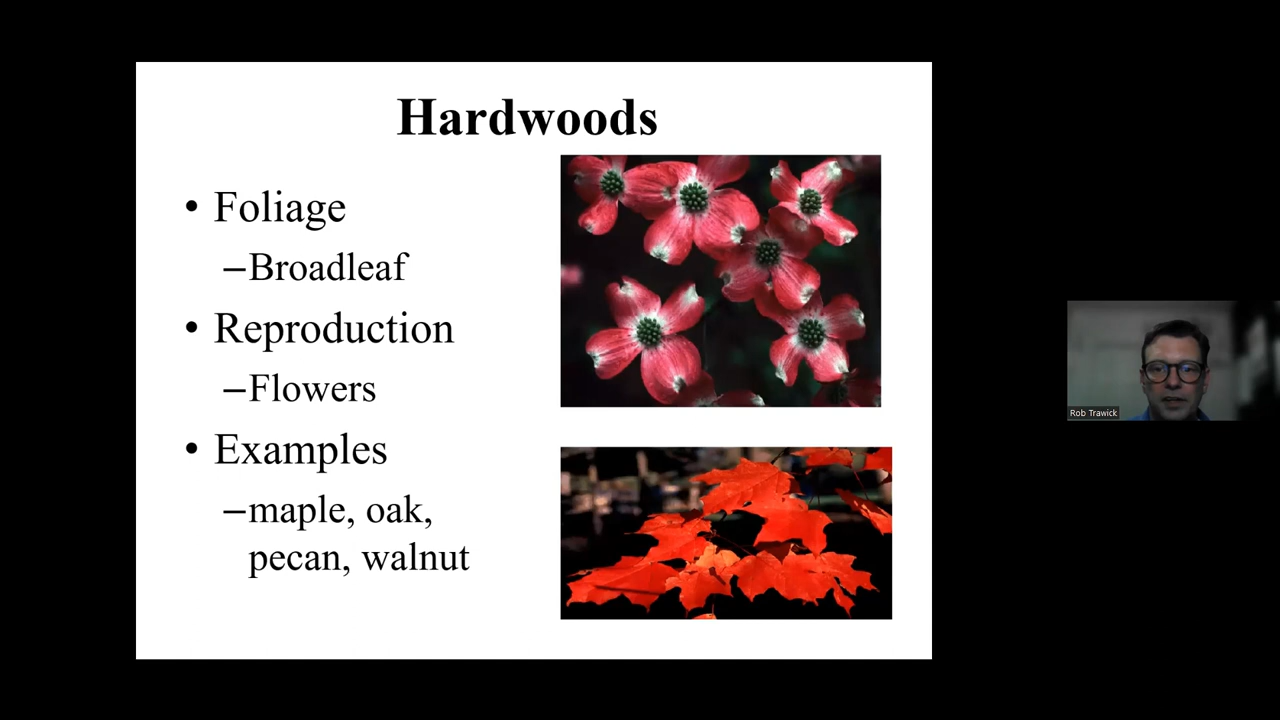 Hardwoods
• Foliage
–Broadleaf
• Reproduction
–Flowers
• Examples
–maple, oak,
pecan, walnut
Rob Trawick